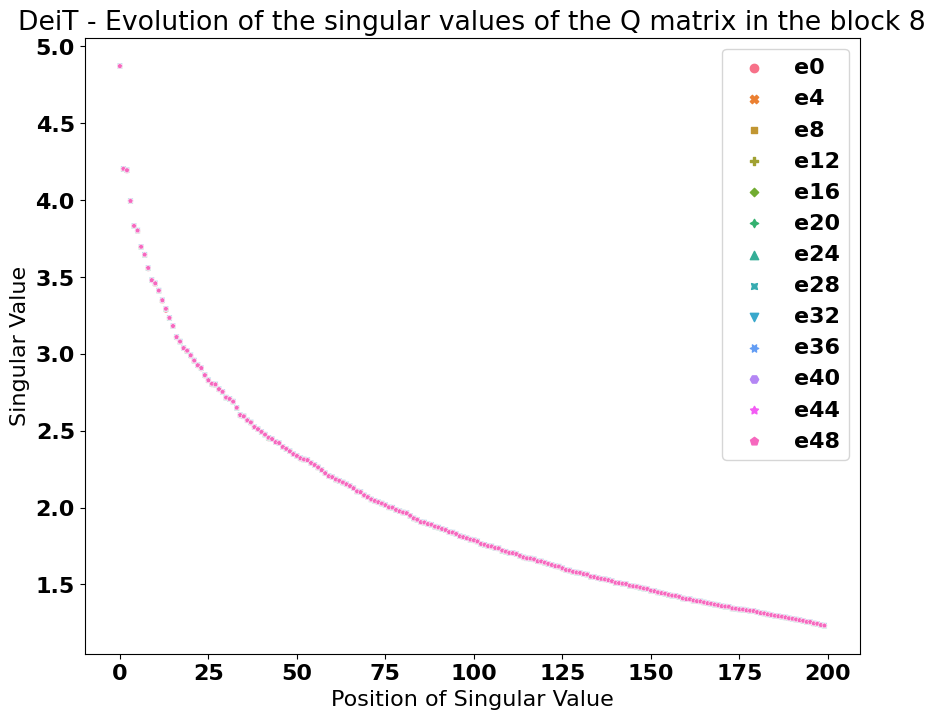 DeiT - Evolution of the singular values of the Q matrix in the block 8
5.0
4.5
4.0
3.5
3.0
2.5
2.0
1.5
Singular Value
e0
e4
e8
e12
e16
e20
e24
e28
e32
e36
e40
e44
e48
0 25 50 75 100 125 150 175 200
Position of Singular Value